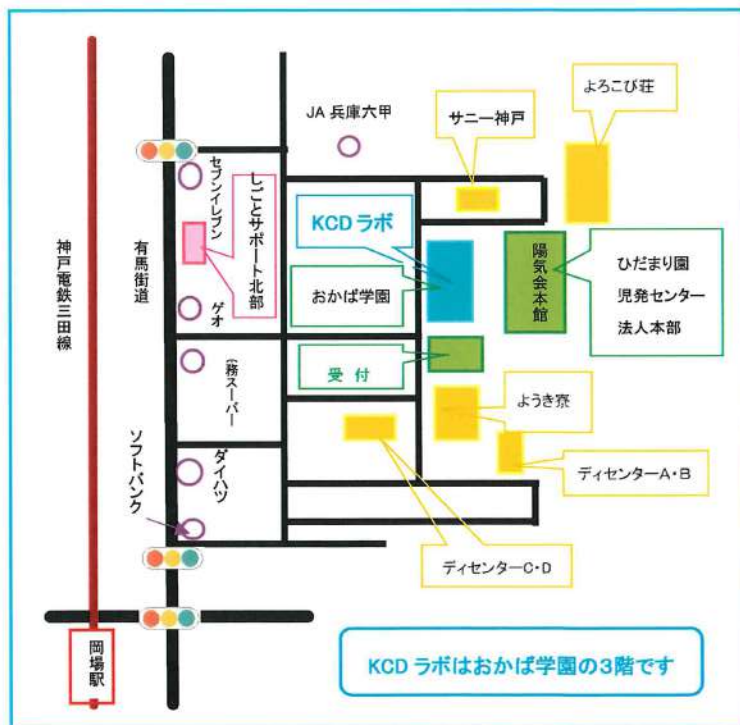 よろこび荘
JA 兵庫六甲
サニー神戸
セブンイレブン
しごとサポート北部
KCD ラボ
おかば学園
陽気会本館
ひだまり園
児発センター
法人本部
神戸電鉄三田線
有馬街道
ゲオ
受 付
(務スーパー
ようき寮
ソフトバンク
ダイハツ
ディセンターA・B
ディセンターC・D
岡場駅
KCD ラボはおかば学園の3階です